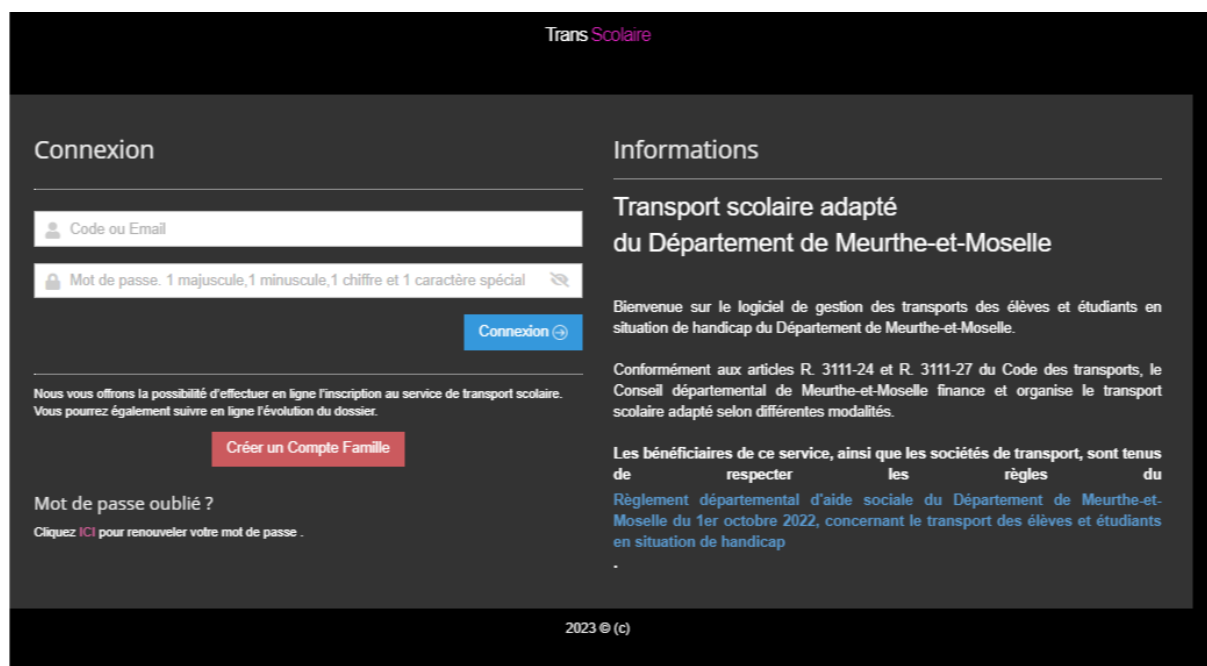 Trans Scolaire
Connexion
Code ou Email
Mot de passe. 1 majuscule,1 minuscule,1 chiffre et 1 caractère spécial
Connexion
Nous vous offrons la possibilité d'effectuer en ligne l'inscription au service de transport scolaire.
Vous pourrez également suivre en ligne l'évolution du dossier.
Créer un Compte Famille
Mot de passe oublié ?
Cliquez ICI pour renouveler votre mot de passe .
Informations
Transport scolaire adapté
du Département de Meurthe-et-Moselle
Bienvenue sur le logiciel de gestion des transports des élèves et étudiants en
situation de handicap du Département de Meurthe-et-Moselle.
Conformément aux articles R. 3111-24 et R. 3111-27 du Code des transports, le
Conseil départemental de Meurthe-et-Moselle finance et organise le transport
scolaire adapté selon différentes modalités.
Les bénéficiaires de ce service, ainsi que les sociétés de transport, sont tenus
de respecter les règles du
Règlement départemental d'aide sociale du Département de Meurthe-et-
Moselle du 1er octobre 2022, concernant le transport des élèves et étudiants
en situation de handicap
.
2023 © (c)